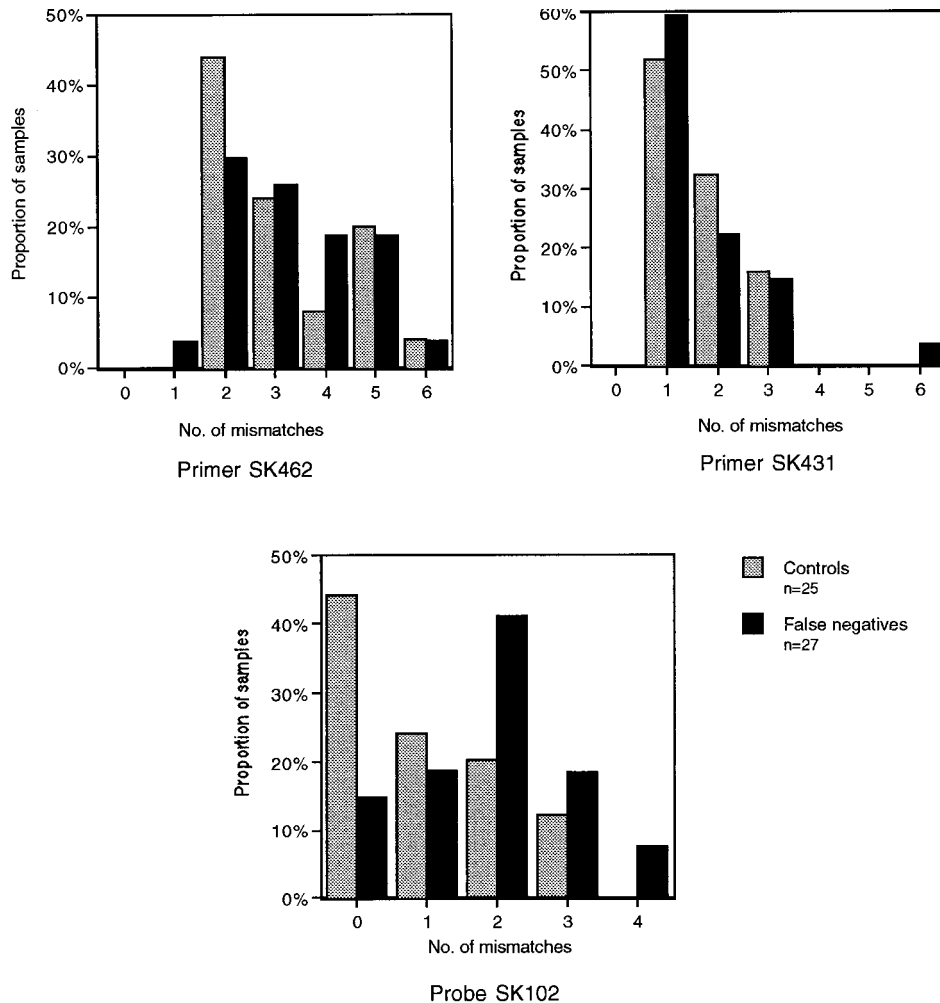 50%
40%
30%
20%
10%
0%
Proportion of samples
0 1 2 3 4 5 6
No. of mismatches
Primer SK462
60%
50%
40%
30%
20%
10%
0%
Proportion of samples
0 1 2 3 4 5 6
No. of mismatches
Primer SK431
50%
40%
30%
20%
10%
0%
Proportion of samples
0 1 2 3 4
No. of mismatches
Probe SK102
Controls
n=25
False negatives
n=27